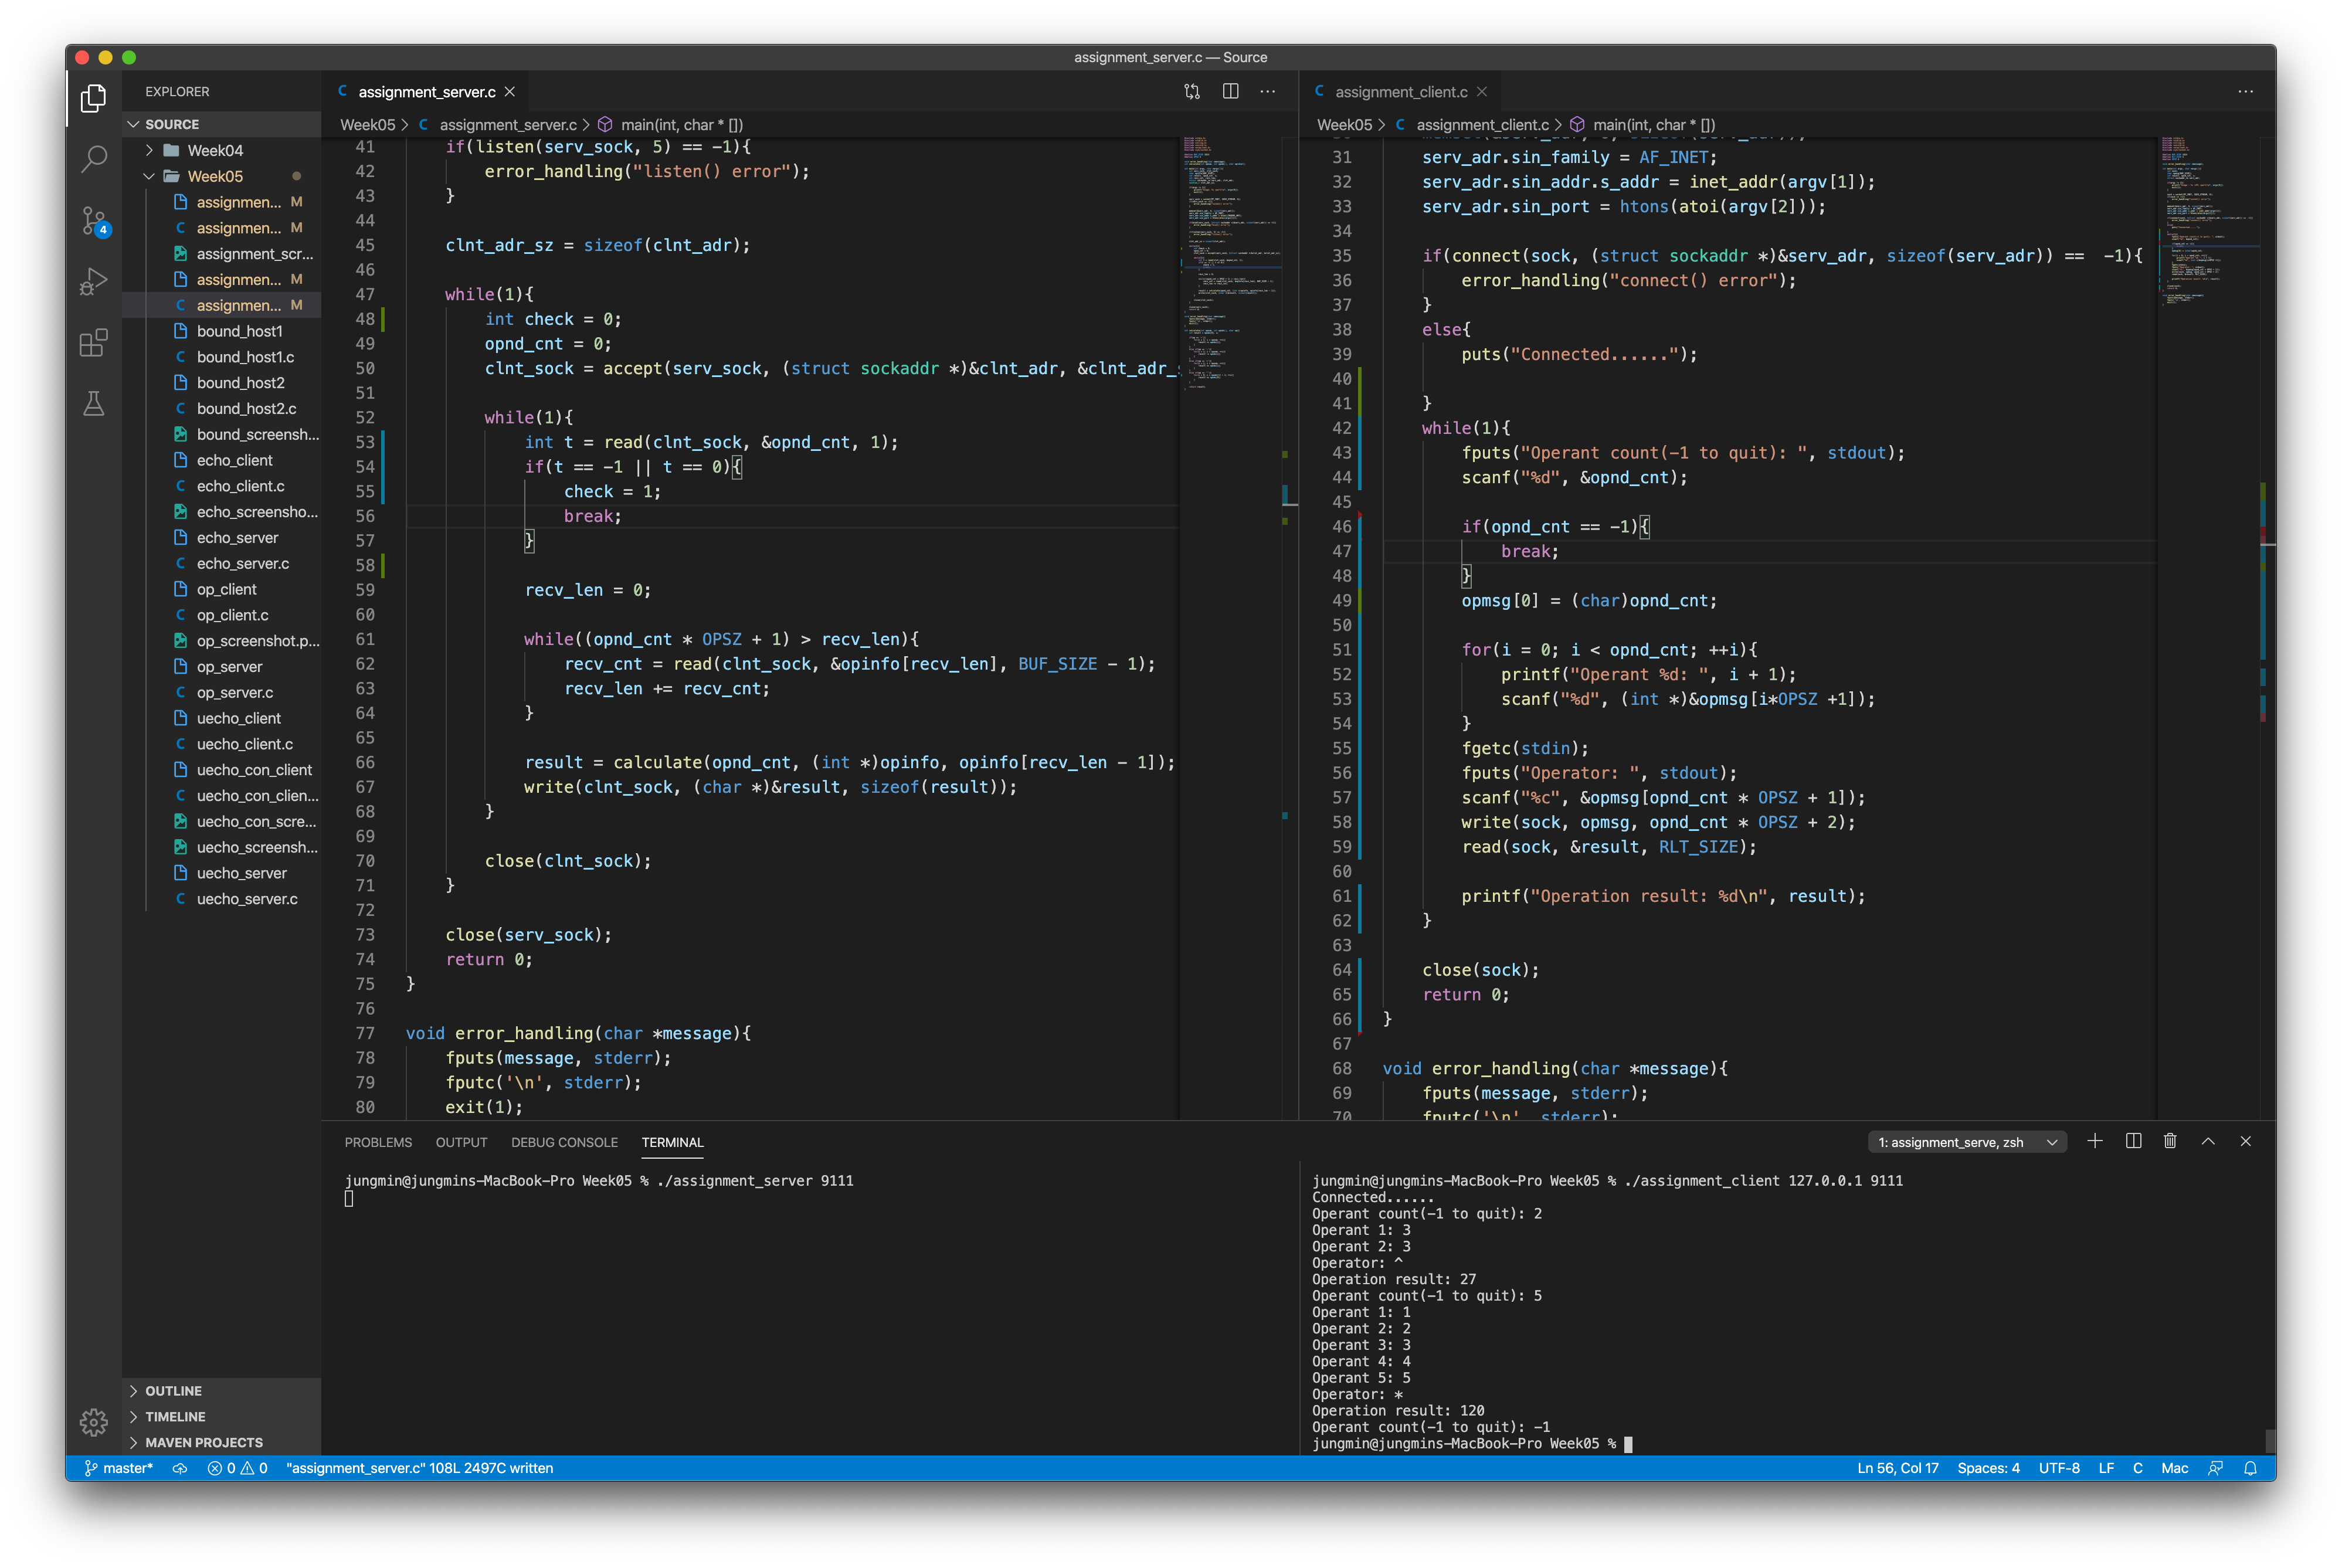 assignment_server.c — Source
EXPLORER
SOURCE
Week04
Week05
assignmen... M
assignmen... M
assignment_scr...
assignmen... M
assignmen... M
bound_host1
bound_host1.c
bound_host2
bound_host2.c
bound_screensh...
echo_client
echo_client.c
echo_screensho...
echo_server
echo_server.c
op_client
op_client.c
op_screenshot.p...
op_server
op_server.c
uecho_client
uecho_client.c
uecho_con_client
uecho_con_clien...
uecho_con_scre...
uecho_screensh...
uecho_server
uecho_server.c
OUTLINE
TIMELINE
MAVEN PROJECTS
4
C assignment_server.c
Week05 > C assignment_server.c > main(int, char * [])
41 if(listen(serv_sock, 5) == -1){
42 error_handling("listen() error");
43 }
44
45 clnt_adr_sz = sizeof(clnt_adr);
46
47 while(1){
48 int check = 0;
49 opnd_cnt = 0;
50 clnt_sock = accept(serv_sock, (struct sockaddr *)&clnt_adr, &clnt_adr_s
51
52 while(1){
53 int t = read(clnt_sock, &opnd_cnt, 1);
54 if(t == -1 || t == 0){
55 check = 1;
56 break;
57 }
58
59 recv_len = 0;
60
61 while((opnd_cnt * OPSZ + 1) > recv_len){
62 recv_cnt = read(clnt_sock, &opinfo[recv_len], BUF_SIZE - 1);
63 recv_len += recv_cnt;
64 }
65
66 result = calculate(opnd_cnt, (int *)opinfo, opinfo[recv_len - 1]);
67 write(clnt_sock, (char *)&result, sizeof(result));
68 }
69
70 close(clnt_sock);
71 }
72
73 close(serv_sock);
74 return 0;
75 }
76
77 void error_handling(char *message){
78 fputs(message, stderr);
79 fputc('\n', stderr);
80 exit(1);
C assignment_client.c
Week05 > C assignment_client.c > main(int, char * [])
31 serv_adr.sin_family = AF_INET;
32 serv_adr.sin_addr.s_addr = inet_addr(argv[1]);
33 serv_adr.sin_port = htons(atoi(argv[2]));
34
35 if(connect(sock, (struct sockaddr *)&serv_adr, sizeof(serv_adr)) == -1){
36 error_handling("connect() error");
37 }
38 else{
39 puts("Connected......");
40
41 }
42 while(1){
43 fputs("Operant count(-1 to quit): ", stdout);
44 scanf("%d", &opnd_cnt);
45
46 if(opnd_cnt == -1){
47 break;
48 }
49 opmsg[0] = (char)opnd_cnt;
50
51 for(i = 0; i < opnd_cnt; ++i){
52 printf("Operant %d: ", i + 1);
53 scanf("%d", (int *)&opmsg[i*OPSZ +1]);
54 }
55 fgetc(stdin);
56 fputs("Operator: ", stdout);
57 scanf("%c", &opmsg[opnd_cnt * OPSZ + 1]);
58 write(sock, opmsg, opnd_cnt * OPSZ + 2);
59 read(sock, &result, RLT_SIZE);
60
61 printf("Operation result: %d\n", result);
62 }
63
64 close(sock);
65 return 0;
66 }
67
68 void error_handling(char *message){
69 fputs(message, stderr);
70 fputc('\n', stderr);
PROBLEMS OUTPUT DEBUG CONSOLE TERMINAL
1: assignment_serve, zsh
jungmin@jungmins-MacBook-Pro Week05 % ./assignment_server 9111
jungmin@jungmins-MacBook-Pro Week05 % ./assignment_client 127.0.0.1 9111
Connected......
Operant count(-1 to quit): 2
Operant 1: 3
Operant 2: 3
Operator: ^
Operation result: 27
Operant count(-1 to quit): 5
Operant 1: 1
Operant 2: 2
Operant 3: 3
Operant 4: 4
Operant 5: 5
Operator: *
Operation result: 120
Operant count(-1 to quit): -1
jungmin@jungmins-MacBook-Pro Week05 %
master* 0 0 "assignment_server.c" 108L 2497C written
Ln 56, Col 17 Spaces: 4 UTF-8 LF C Mac